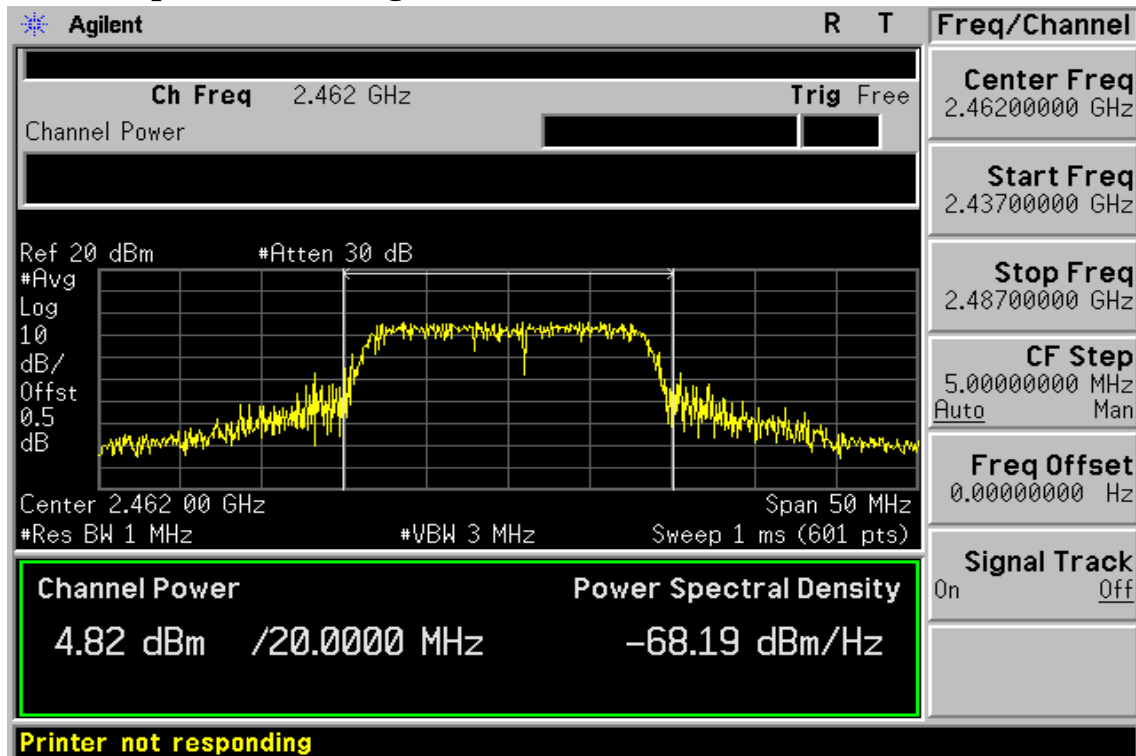 Agilent R T Freq/Channel
Ch Freq 2.462 GHz Trig Free
Channel Power
Center Freq
2.46200000 GHz
Start Freq
2.43700000 GHz
Stop Freq
2.48700000 GHz
CF Step
5.00000000 MHz
Auto Man
Freq Offset
0.00000000 Hz
Signal Track
On Off
Ref 20 dBm #Atten 30 dB
#Avg
Log
10
dB/
Offst
0.5
dB
Center 2.462 00 GHz Span 50 MHz
#Res BW 1 MHz #VBW 3 MHz Sweep 1 ms (601 pts)
Channel Power Power Spectral Density
4.82 dBm /20.0000 MHz -68.19 dBm/Hz
Printer not responding